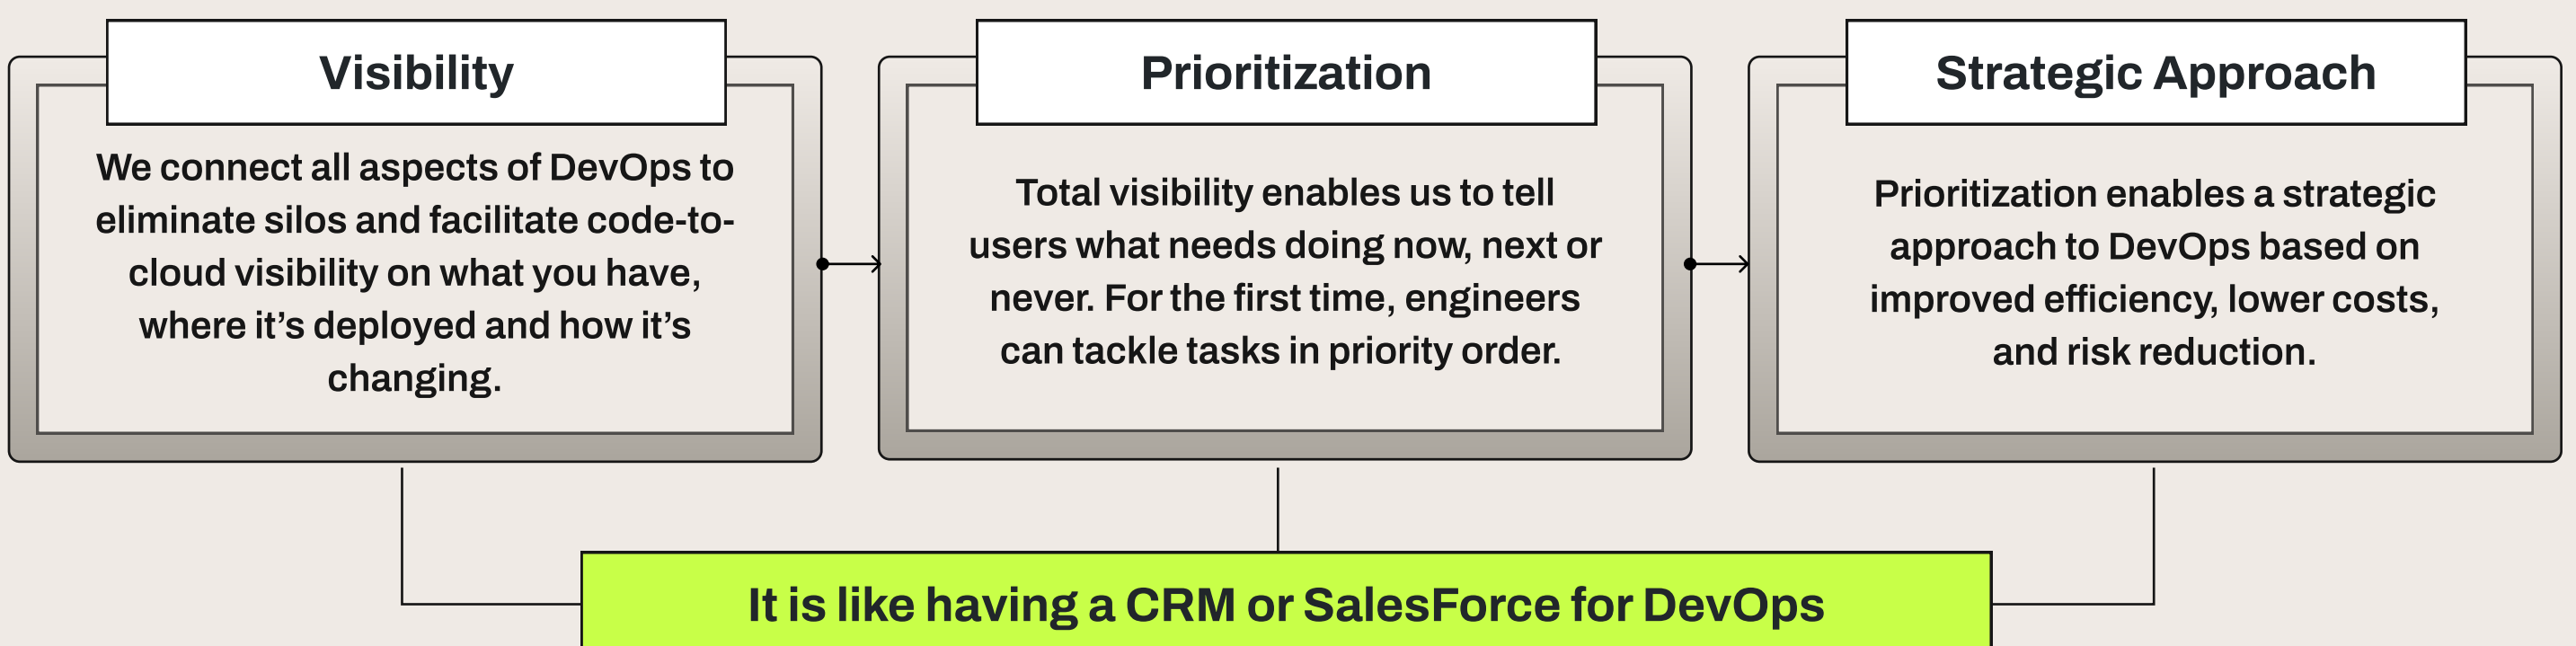 Visibility
We connect all aspects of DevOps to
eliminate silos and facilitate code-to-
cloud visibility on what you have,
where it’s deployed and how it’s
changing.
Prioritization
Total visibility enables us to tell
users what needs doing now, next or
never. For the first time, engineers
can tackle tasks in priority order.
Strategic Approach
Prioritization enables a strategic
approach to DevOps based on
improved efficiency, lower costs,
and risk reduction.
It is like having a CRM or SalesForce for DevOps